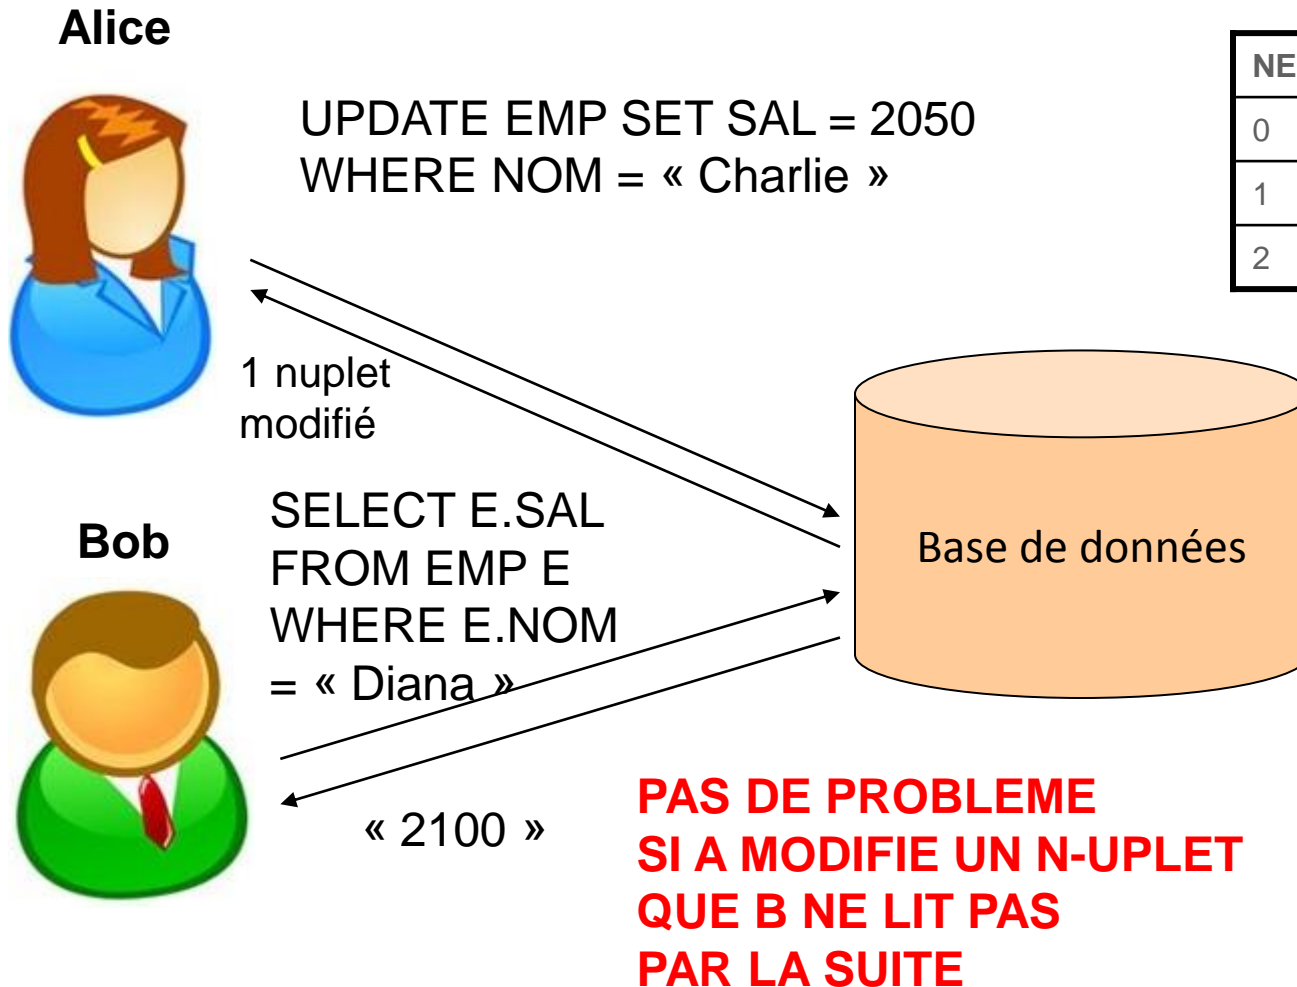 Alice
UPDATE EMP SET SAL = 2050
WHERE NOM = « Charlie »
NE
0
1
2
1 nuplet
modifié
Bob
SELECT E.SAL
FROM EMP E
WHERE E.NOM
= « Diana »
Base de données
« 2100 »
PAS DE PROBLEME
SI A MODIFIE UN N-UPLET
QUE B NE LIT PAS
PAR LA SUITE